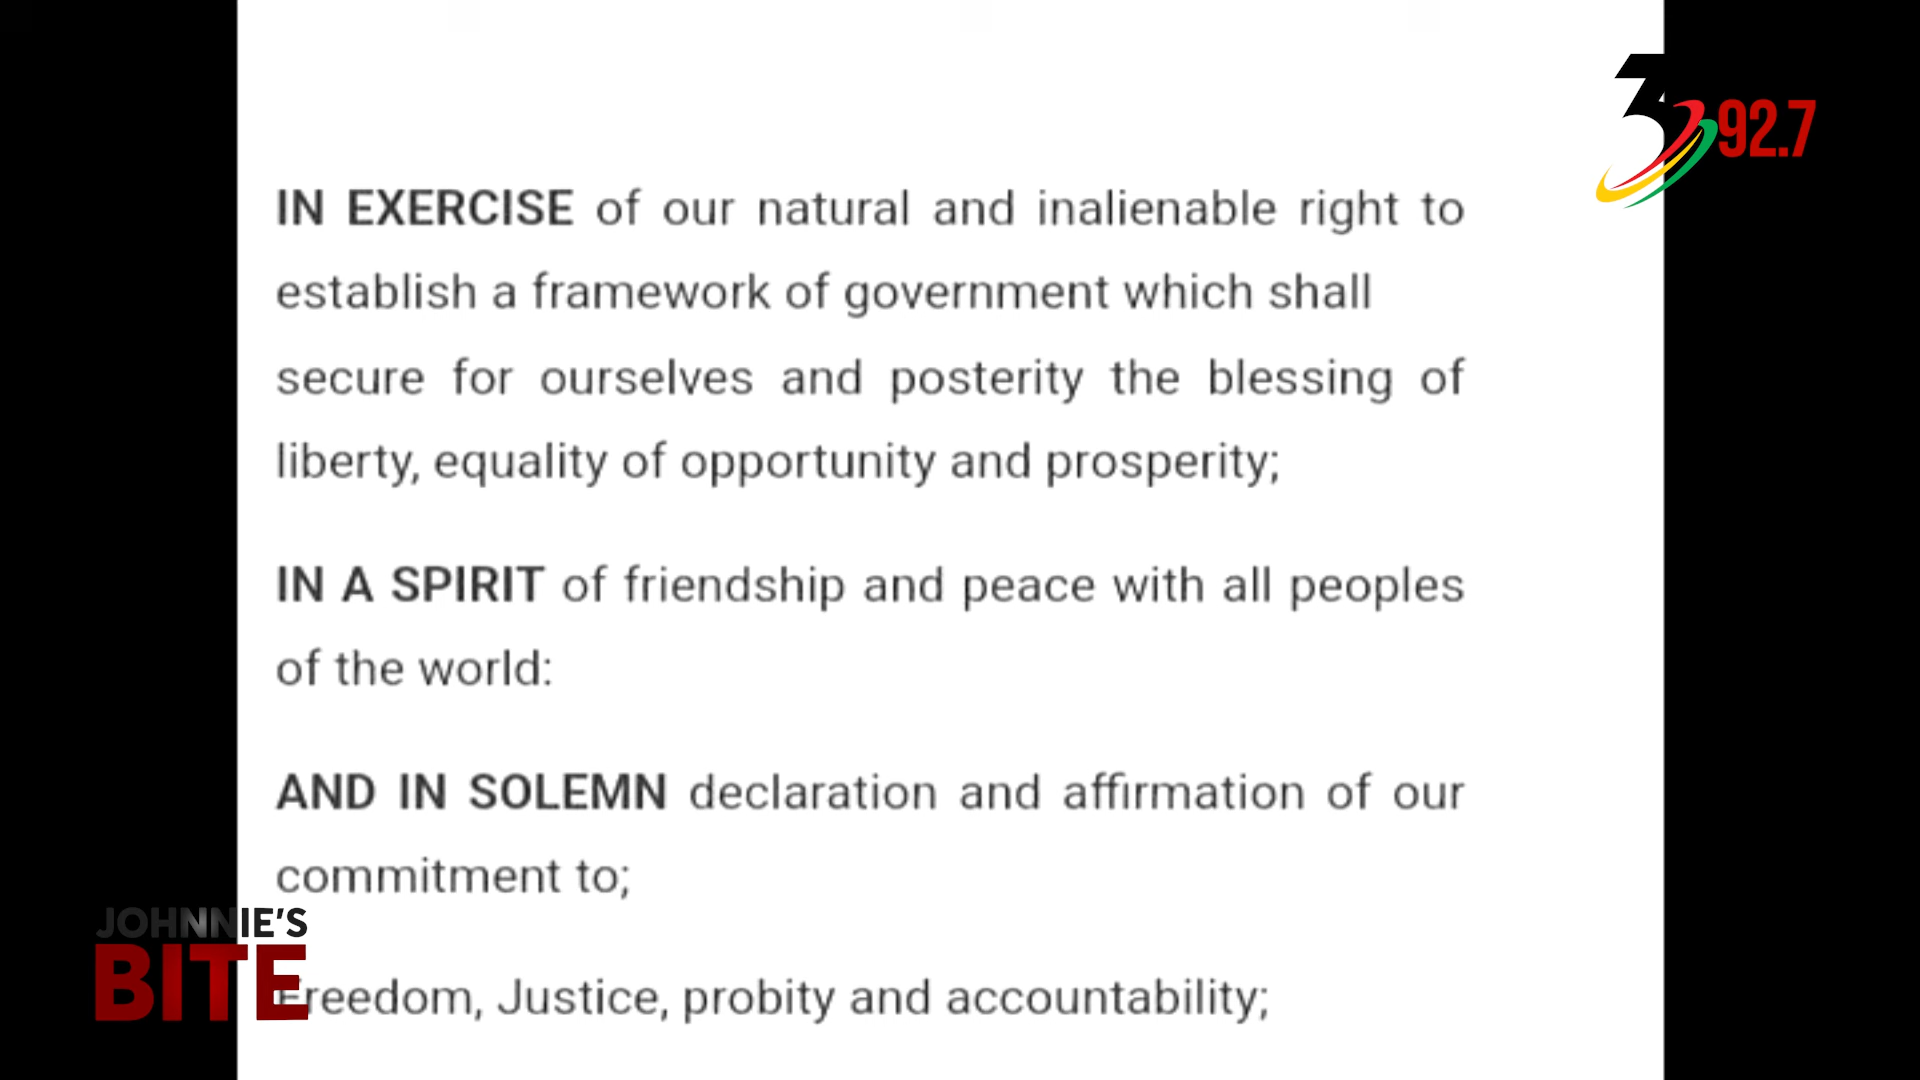 3 92.7
IN EXERCISE of our natural and inalienable right to
establish a framework of government which shall
secure for ourselves and posterity the blessing of
liberty, equality of opportunity and prosperity;
IN A SPIRIT of friendship and peace with all peoples
of the world:
AND IN SOLEMN declaration and affirmation of our
commitment to;
Freedom, Justice, probity and accountability;
JOHNNIE'S
BITE